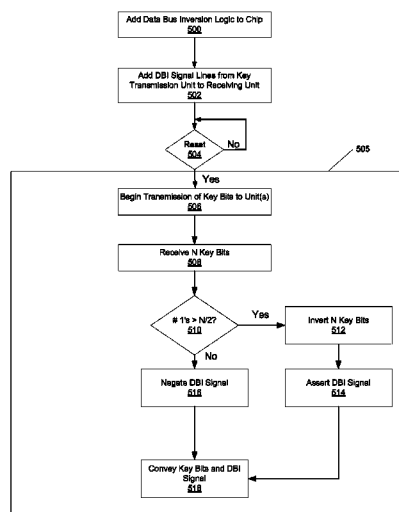 Add Data Bus Inversion Logic to Chip
500
Add DBI Signal Lines from Key
Transmission Unit to Receiving Unit
502
Reset
504
No
505
Yes
Begin Transmission of Key Bits to Unit(s)
506
Receive N Key Bits
508
# 1's > N/2?
510
Yes
Invert N Key Bits
512
No
Negate DBI Signal
516
Assert DBI Signal
514
Convey Key Bits and DBI
Signal
518